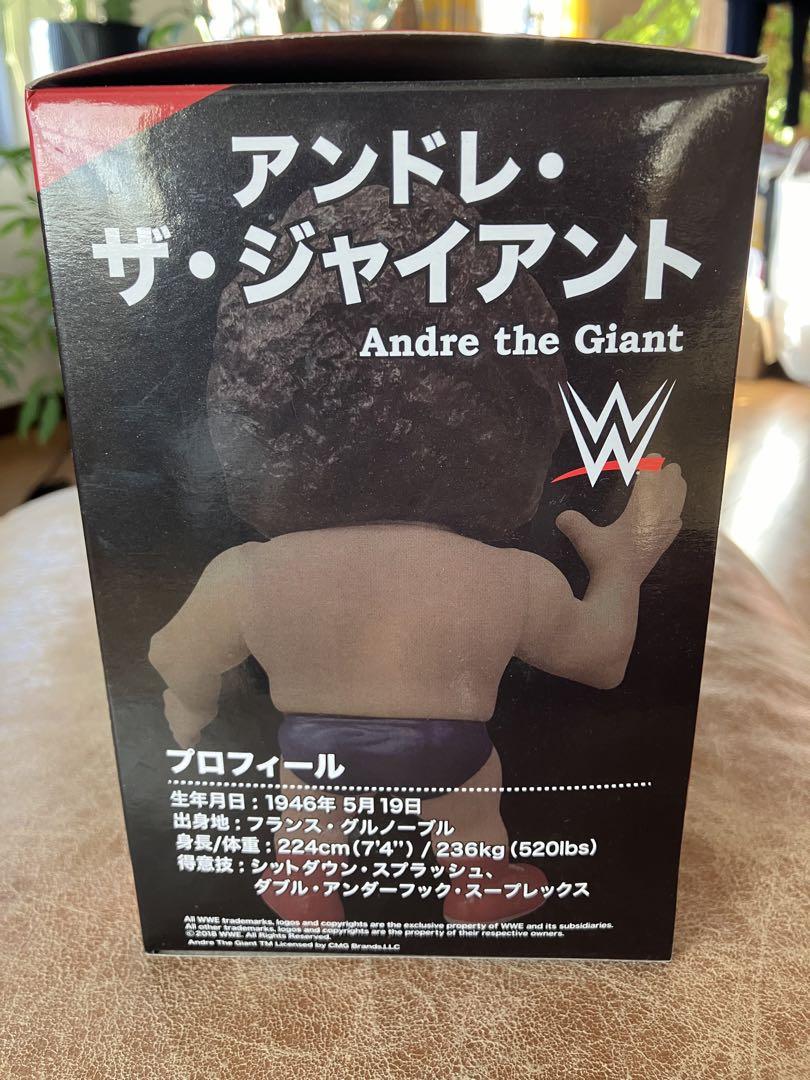 アンドレ・
ザ・ジャイアント
Andre the Giant
W
プロフィール
生年月日：1946年 5月19日
出身地：フランス・グルノーブル
身長/体重：224cm(7'4") / 236kg (520lbs)
得意技：シットダウン・スプラッシュ、
ダブル・アンダーフック・スープレックス
All WWE trademarks, logos and copyrights are the exclusive property of WWE and its subsidiaries.
All other trademarks, logos and copyrights are the property of their respective owners.
©2018 WWE. All Rights Reserved.
Andre The Giant TM Licensed by CMG Brands.LLC